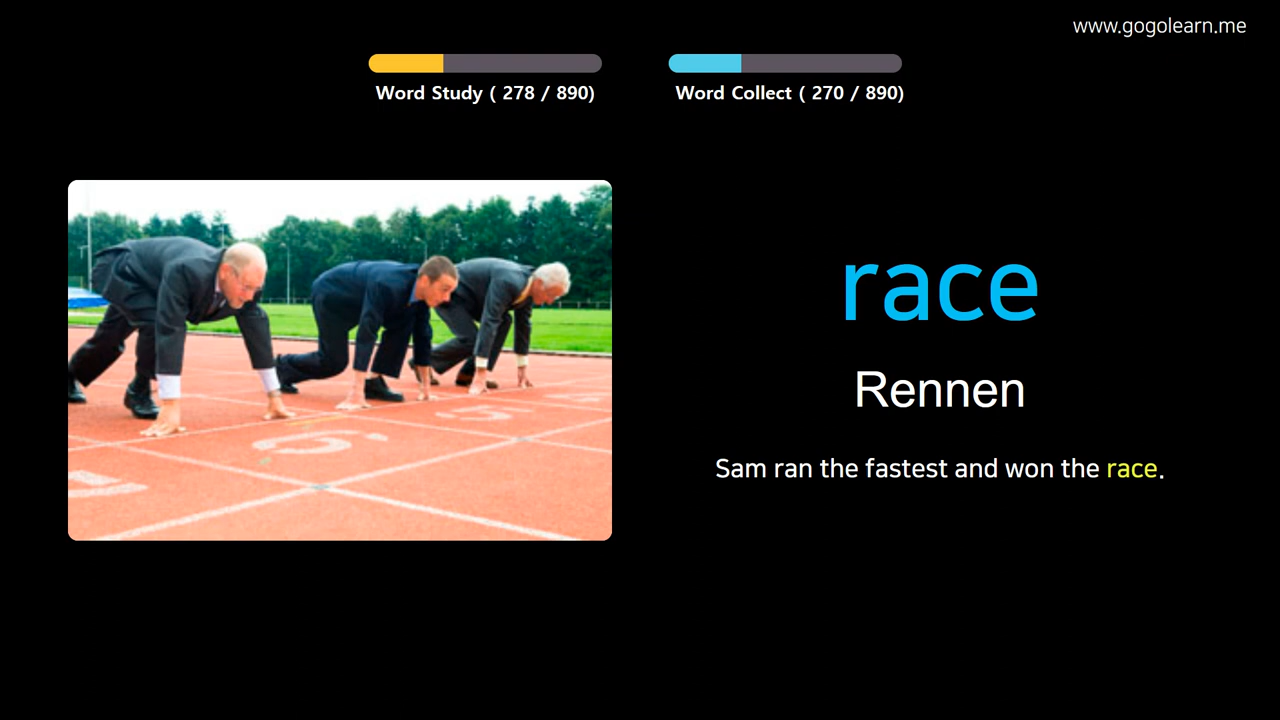 www.gogolearn.me
Word Study ( 278 / 890)
Word Collect ( 270 / 890)
race
Rennen
Sam ran the fastest and won the race.